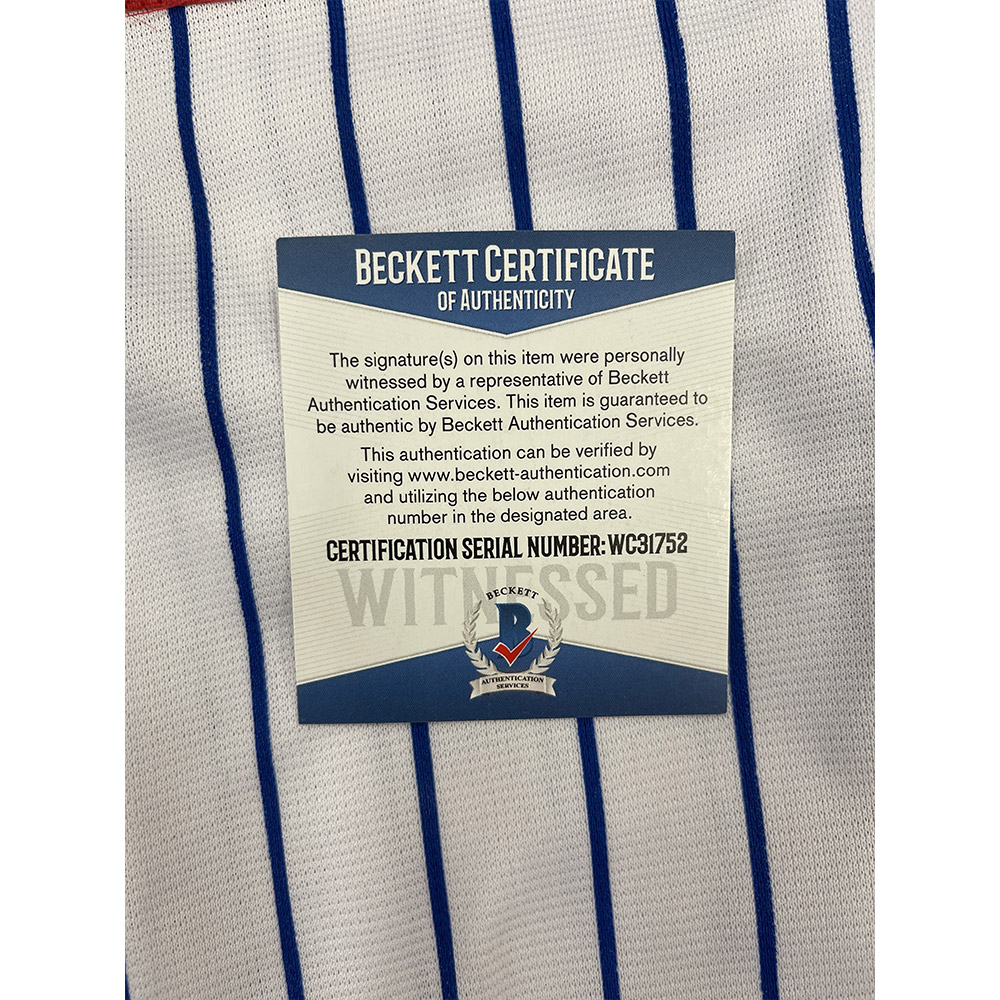 BECKETT CERTIFICATE
OF AUTHENTICITY
The signature(s) on this item were personally
witnessed by a representative of Beckett
Authentication Services. This item is guaranteed to
be authentic by Beckett Authentication Services.
This authentication can be verified by
visiting www.beckett-authentication.com
and utilizing the below authentication
number in the designated area.
CERTIFICATION SERIAL NUMBER: WC31752
WITNESSED
BECKETT
B
AUTHENTICATION
SERVICES